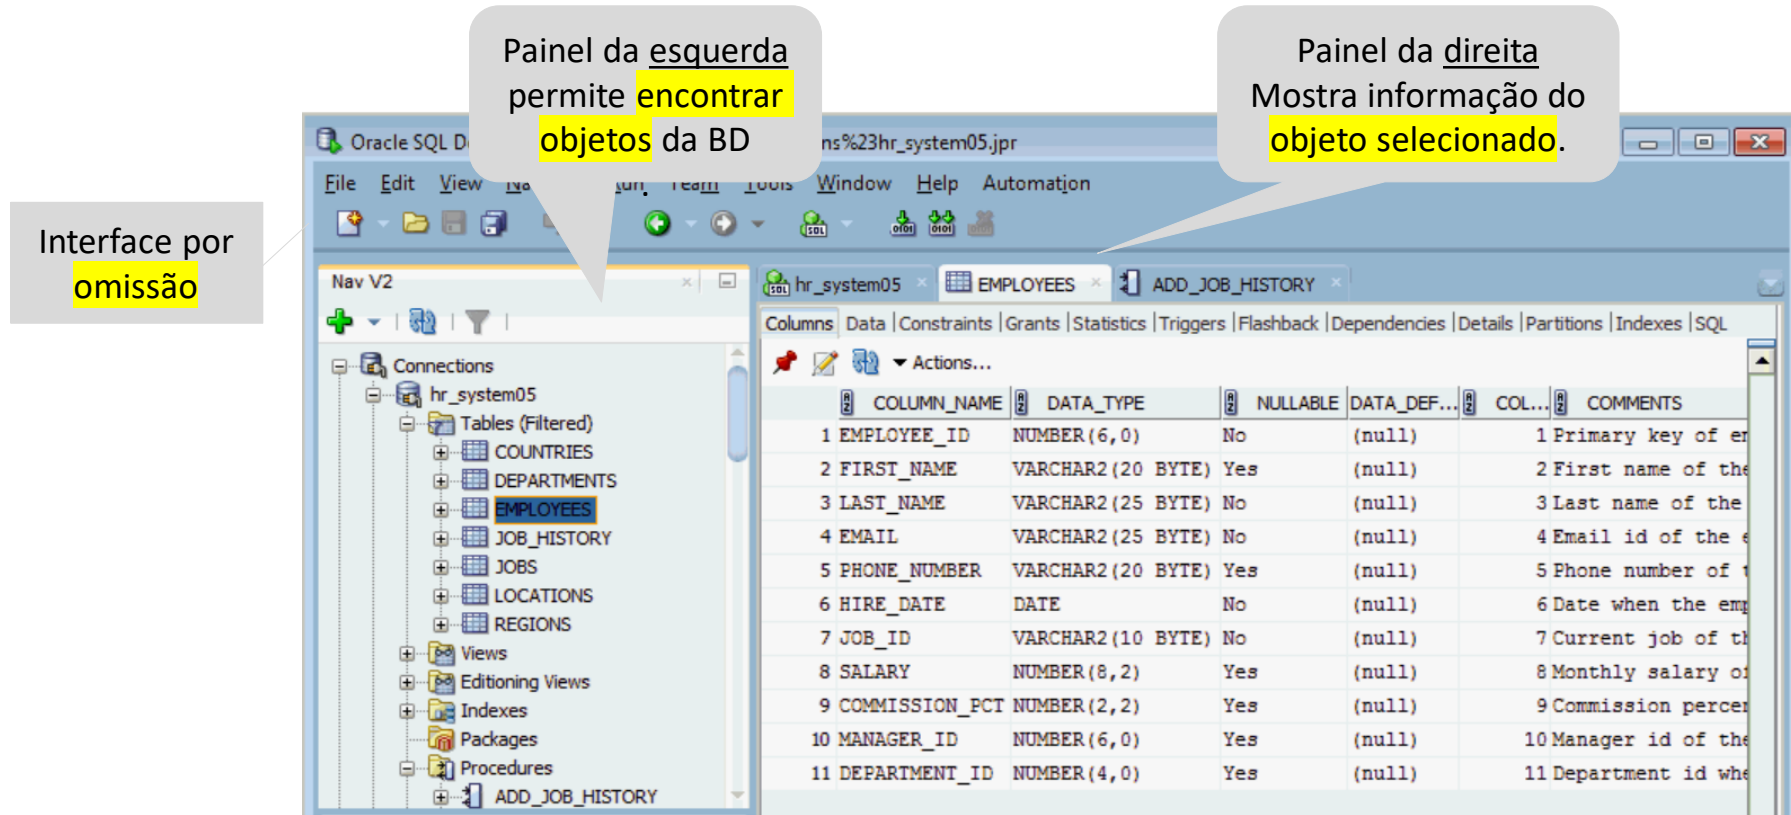 Painel da esquerda
permite encontrar
objetos da BD
Painel da direita
Mostra informação do
objeto selecionado.
Interface por
omissão
Oracle SQL D
ns%23hr_system05.jpr
File Edit View Window Help Automation
Nav V2
hr_system05 EMPLOYEES ADD_JOB_HISTORY
Columns Data Constraints Grants Statistics Triggers Flashback Dependencies Details Partitions Indexes SQL
Actions...
Connections
hr_system05
Tables (Filtered)
COUNTRIES
DEPARTMENTS
EMPLOYEES
JOB_HISTORY
JOBS
LOCATIONS
REGIONS
Views
Editioning Views
Indexes
Packages
Procedures
ADD_JOB_HISTORY
COLUMN_NAME DATA_TYPE NULLABLE DATA_DEF... COL... COMMENTS
1 EMPLOYEE_ID NUMBER(6,0) No (null) 1 Primary key of em
2 FIRST_NAME VARCHAR2(20 BYTE) Yes (null) 2 First name of the
3 LAST_NAME VARCHAR2(25 BYTE) No (null) 3 Last name of the
4 EMAIL VARCHAR2(25 BYTE) No (null) 4 Email id of the e
5 PHONE_NUMBER VARCHAR2(20 BYTE) Yes (null) 5 Phone number of t
6 HIRE_DATE DATE No (null) 6 Date when the emp
7 JOB_ID VARCHAR2(10 BYTE) No (null) 7 Current job of th
8 SALARY NUMBER(8,2) Yes (null) 8 Monthly salary of
9 COMMISSION_PCT NUMBER(2,2) Yes (null) 9 Commission percen
10 MANAGER_ID NUMBER(6,0) Yes (null) 10 Manager id of the
11 DEPARTMENT_ID NUMBER(4,0) Yes (null) 11 Department id whe